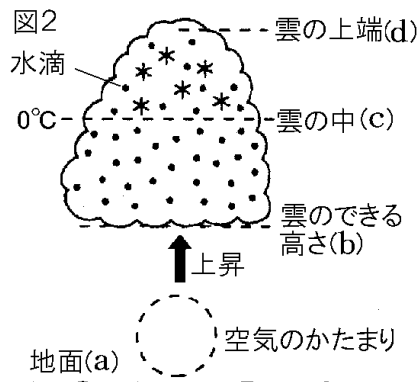 図2
雲の上端(d)
水滴
0℃
雲の中(c)
雲のできる
高さ(b)
上昇
空気のかたまり
地面(a)